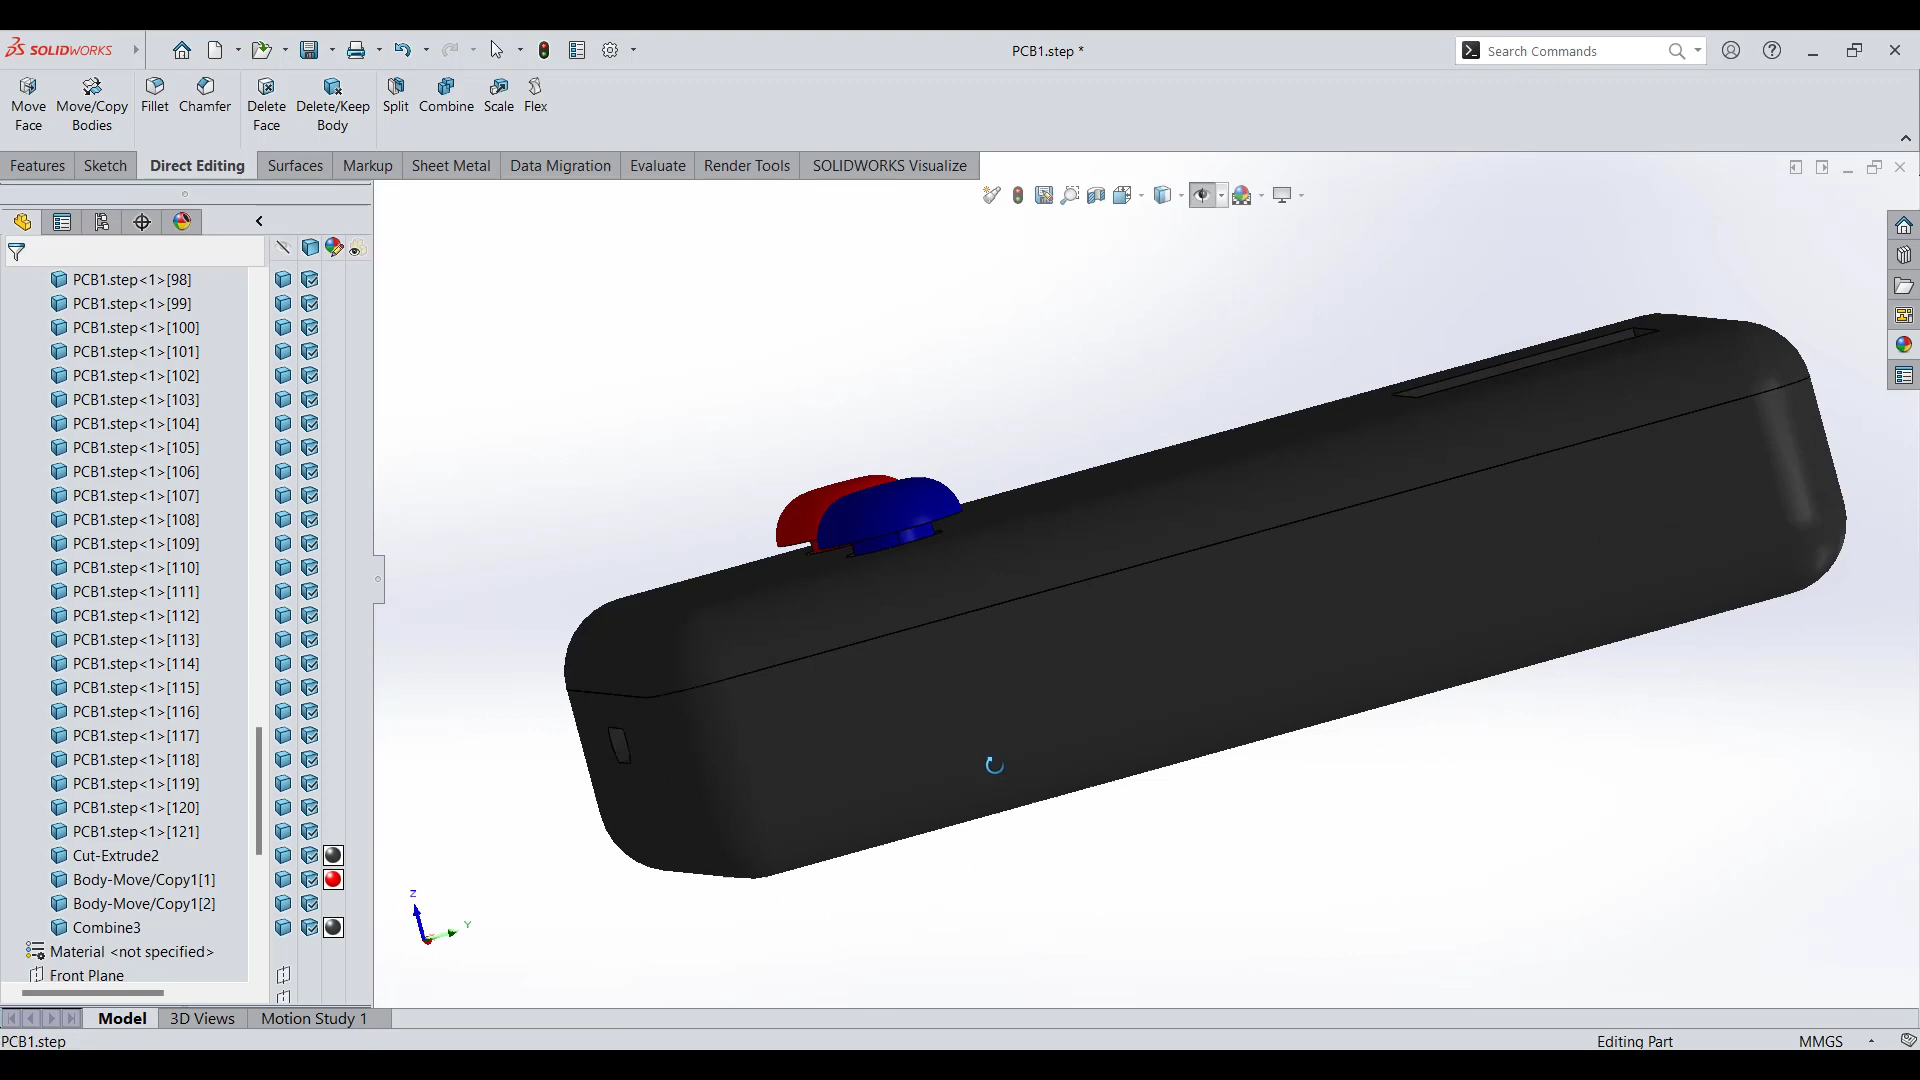 SOLIDWORKS
PCB1.step *
Search Commands
Move Face
Move/Copy Bodies
Fillet
Chamfer
Delete Face
Delete/Keep Body
Split
Combine
Scale
Flex
Features
Sketch
Direct Editing
Surfaces
Markup
Sheet Metal
Data Migration
Evaluate
Render Tools
SOLIDWORKS Visualize
PCB1.step<1>[98]
PCB1.step<1>[99]
PCB1.step<1>[100]
PCB1.step<1>[101]
PCB1.step<1>[102]
PCB1.step<1>[103]
PCB1.step<1>[104]
PCB1.step<1>[105]
PCB1.step<1>[106]
PCB1.step<1>[107]
PCB1.step<1>[108]
PCB1.step<1>[109]
PCB1.step<1>[110]
PCB1.step<1>[111]
PCB1.step<1>[112]
PCB1.step<1>[113]
PCB1.step<1>[114]
PCB1.step<1>[115]
PCB1.step<1>[116]
PCB1.step<1>[117]
PCB1.step<1>[118]
PCB1.step<1>[119]
PCB1.step<1>[120]
PCB1.step<1>[121]
Cut-Extrude2
Body-Move/Copy1[1]
Body-Move/Copy1[2]
Combine3
Material <not specified>
Front Plane
Z
Y
Model
3D Views
Motion Study 1
PCB1.step
Editing Part
MMGS